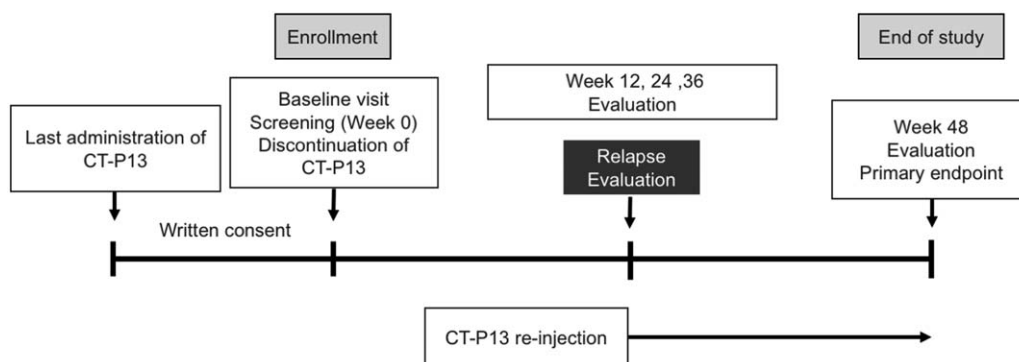 Enrollment
End of study
Last administration of
CT-P13
Baseline visit
Screening (Week 0)
Discontinuation of
CT-P13
Week 12, 24 ,36
Evaluation
Relapse
Evaluation
Week 48
Evaluation
Primary endpoint
Written consent
CT-P13 re-injection